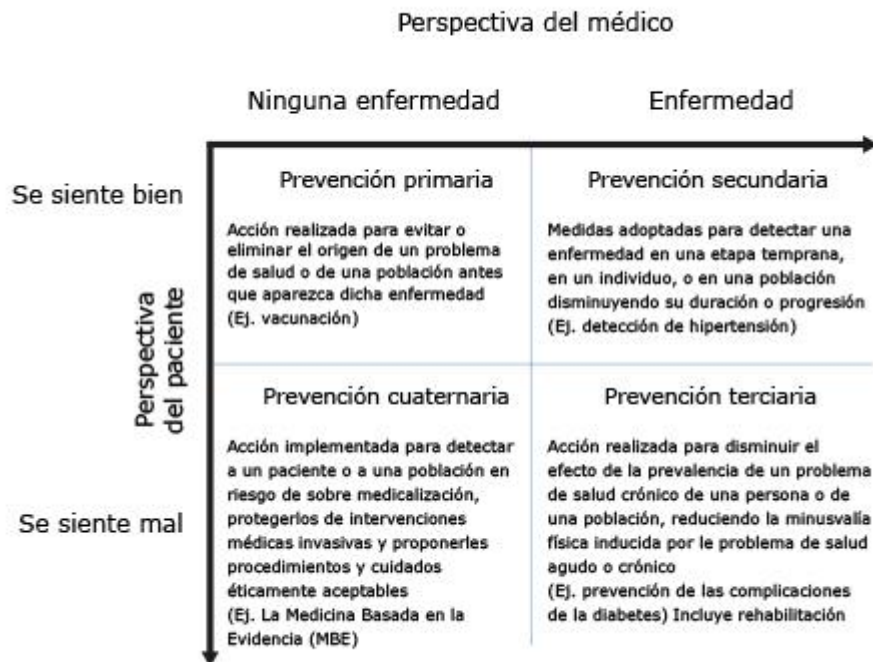 Perspectiva del médico
Ninguna enfermedad
Enfermedad
Se siente bien
Prevención primaria
Acción realizada para evitar o
eliminar el origen de un problema
de salud o de una población antes
que aparezca dicha enfermedad
(Ej. vacunación)
Prevención secundaria
Medidas adoptadas para detectar una
enfermedad en una etapa temprana,
en un individuo, o en una población
disminuyendo su duración o progresión
(Ej. detección de hipertensión)
Perspectiva
del paciente
Se siente mal
Prevención cuaternaria
Acción implementada para detectar
a un paciente o a una población en
riesgo de sobre medicalización,
protegerlos de intervenciones
médicas invasivas y proponerles
procedimientos y cuidados
éticamente aceptables
(Ej. La Medicina Basada en la
Evidencia (MBE)
Prevención terciaria
Acción realizada para disminuir el
efecto de la prevalencia de un problema
de salud crónico de una persona o de
una población, reduciendo la minusvalía
física inducida por le problema de salud
agudo o crónico
(Ej. prevención de las complicaciones
de la diabetes) Incluye rehabilitación